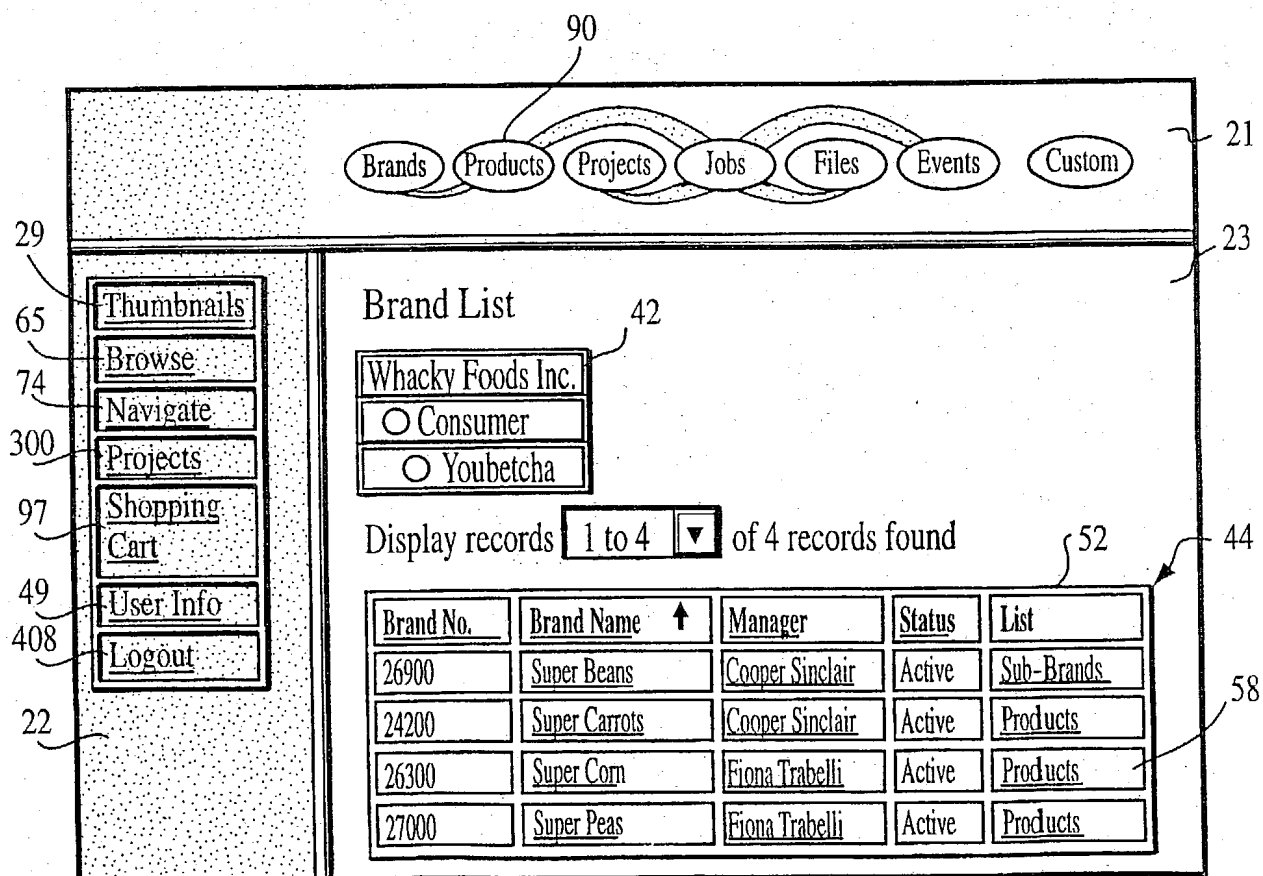 90
Brands Products Projects Jobs Files Events Custom
21
29
23
Thumbnails
Brand List
65
42
Browse
Whacky Foods Inc.
74
Navigate
Consumer
300
Projects
Youbetcha
97
Shopping
Cart
Display records 1 to 4 of 4 records found
52
44
49
User Info
Brand No. Brand Name Manager Status List
408
Logout
26900 Super Beans Cooper Sinclair Active Sub-Brands
58
22
24200 Super Carrots Cooper Sinclair Active Products
26300 Super Corn Fiona Trabelli Active Products
27000 Super Peas Fiona Trabelli Active Products